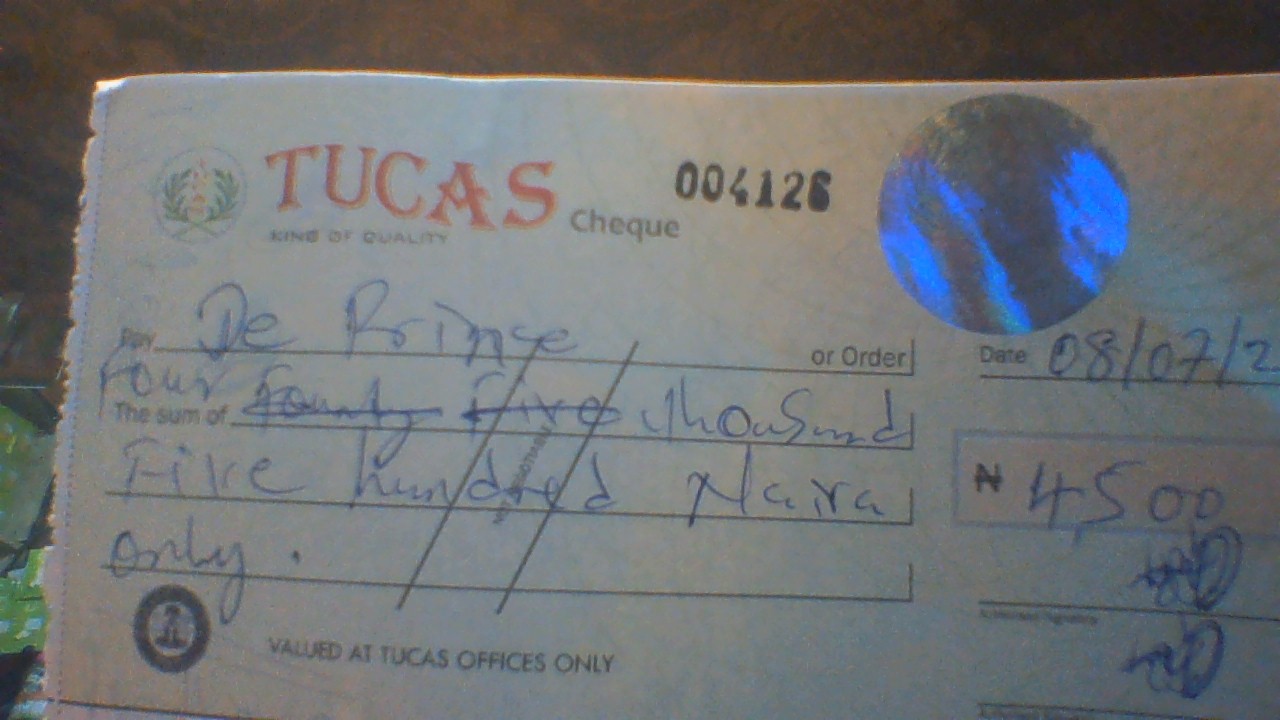 TUCAS Cheque 004126
KING OF QUALITY
Pay De Prince or Order
Date 08/07/2
Four
The sum of Fourty Five thousand
Five hundred Naira
₦ 4,500
only.
VALUED AT TUCAS OFFICES ONLY